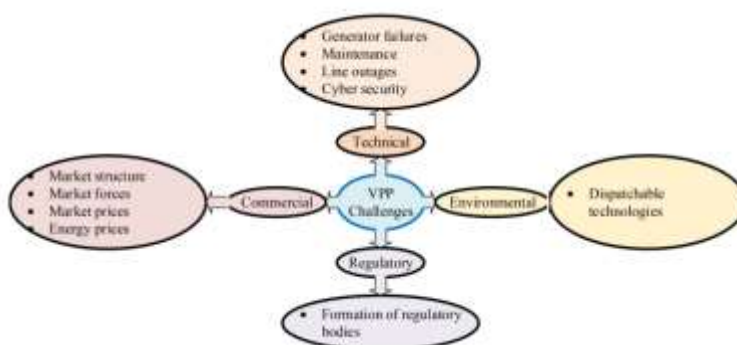 • Generator failures
• Maintenance
• Line outages
• Cyber security
Technical
• Market structure
• Market forces
• Market prices
• Energy prices
Commercial
VPP
Challenges
Environmental
• Dispatchable
technologies
Regulatory
• Formation of regulatory
bodies